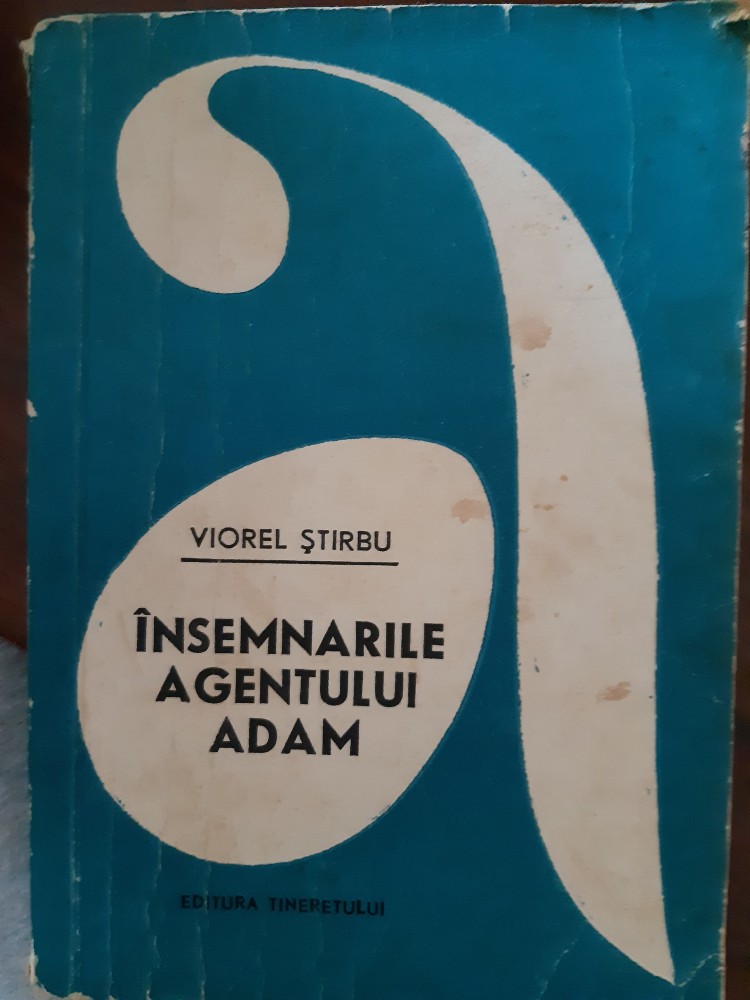 a
VIOREL ŞTIRBU
ÎNSEMNARILE
AGENTULUI
ADAM
EDITURA TINERETULUI